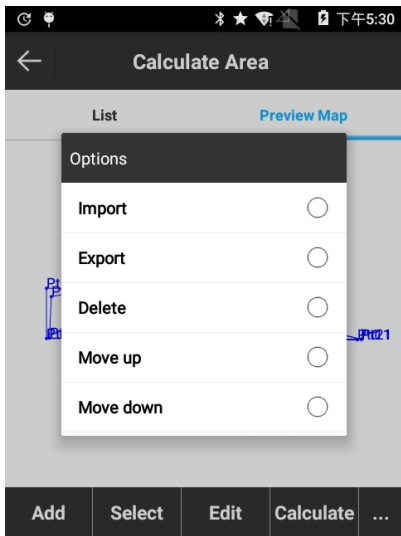 下午5:30
Calculate Area
List Preview Map
Options
Import
Export
Delete
Move up
Move down
Add Select Edit Calculate ...